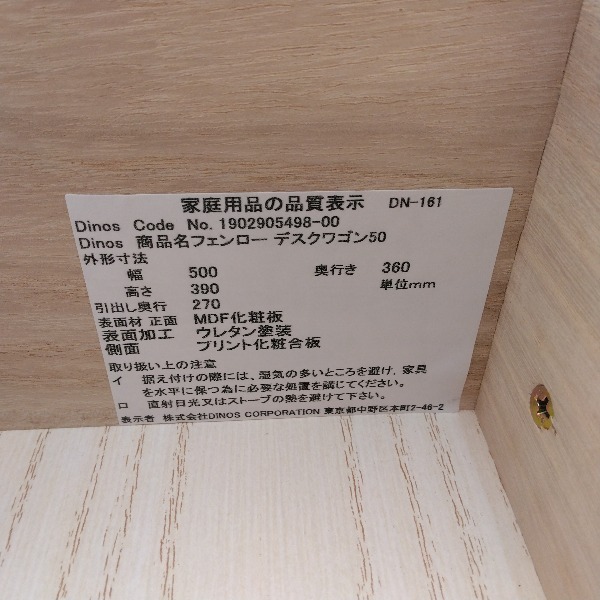 家庭用品の品質表示 DN-161
Dinos Code No. 1902905498-00
Dinos 商品名フェンロー デスクワゴン50
外形寸法
幅 500 奥行き 360
高さ 390 単位mm
引出し奥行 270
表面材 正面 MDF化粧板
表面加工 ウレタン塗装
側面 プリント化粧合板
取り扱い上の注意
イ 据え付けの際には、湿気の多いところを避け、家具
を水平に保つ為に必要な処置を講じてください。
ロ 直射日光又はストーブの熱を避けて下さい。
表示者 株式会社DINOS CORPORATION 東京都中野区本町2-46-2